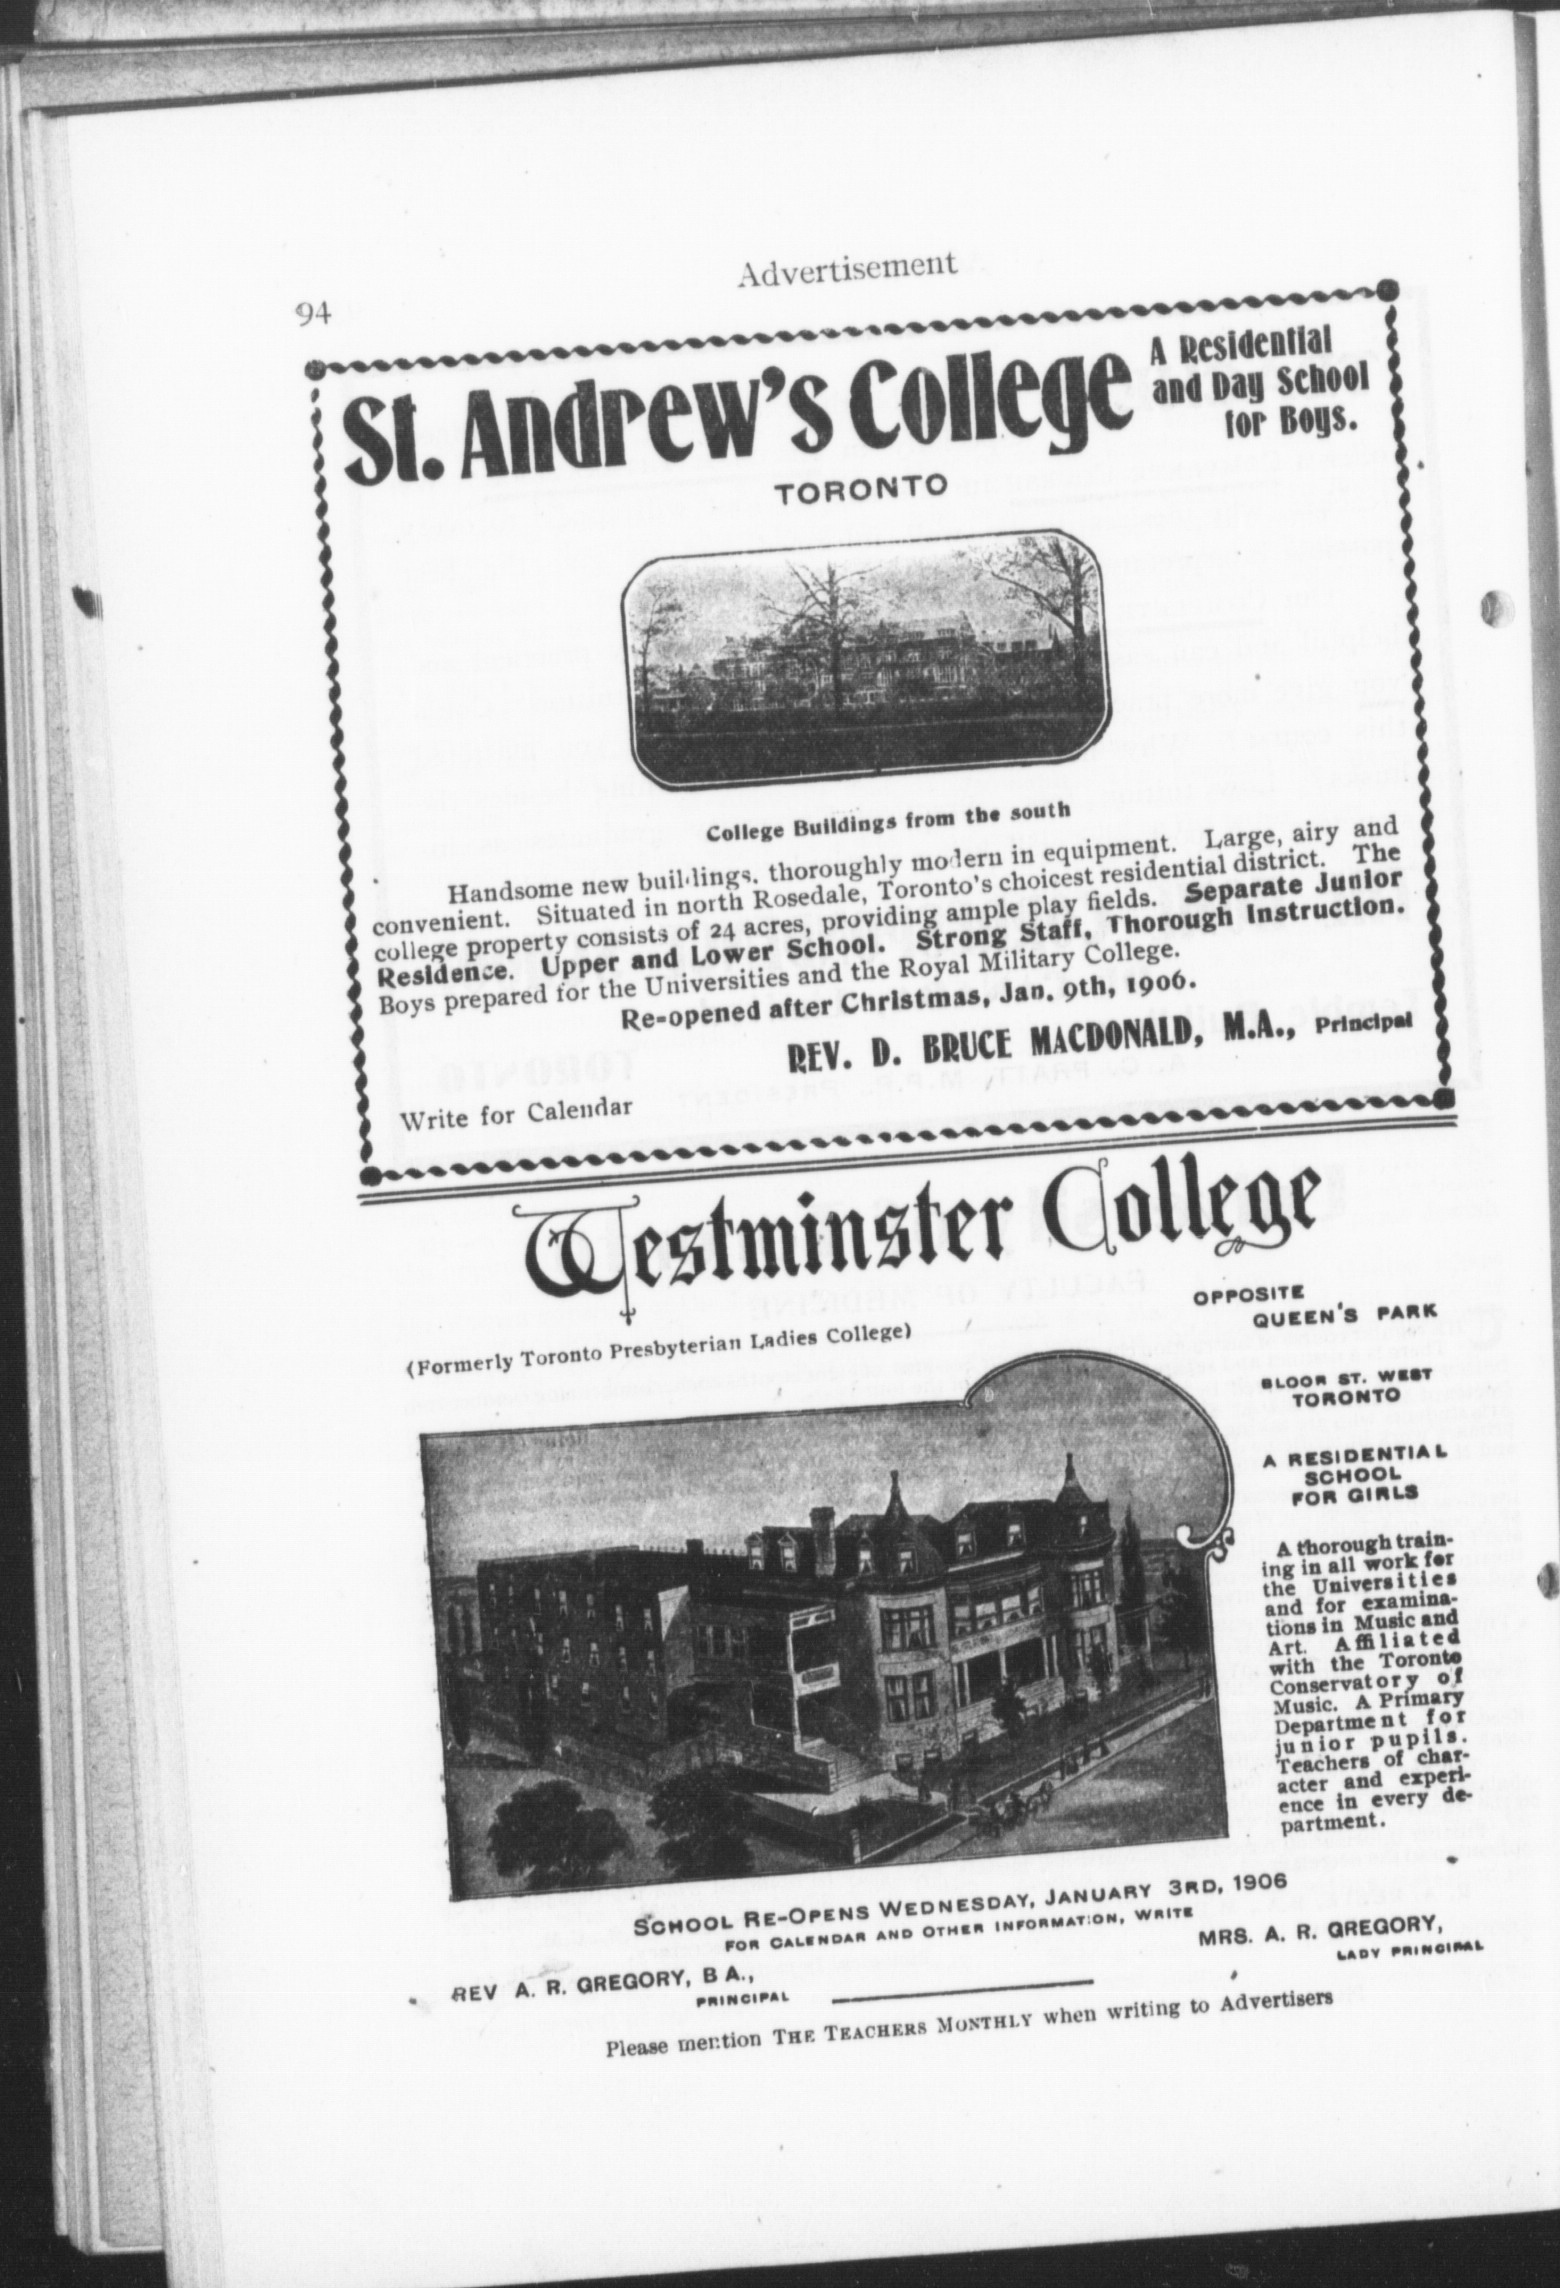 Advertisement
94
St. Andrew's College
A Residential
and Day School
for Boys.
TORONTO
College Buildings from the south
Handsome new buildings, thoroughly modern in equipment. Large, airy and
convenient. Situated in north Rosedale, Toronto's choicest residential district. The
college property consists of 24 acres, providing ample play fields. Separate Junior
Residence. Upper and Lower School. Strong Staff, Thorough Instruction.
Boys prepared for the Universities and the Royal Military College.
Re-opened after Christmas, Jan. 9th, 1906.
REV. D. BRUCE MACDONALD, M.A., Principal
Write for Calendar
Westminster College
(Formerly Toronto Presbyterian Ladies College)
OPPOSITE
QUEEN'S PARK
BLOOR ST. WEST
TORONTO
A RESIDENTIAL
SCHOOL
FOR GIRLS
A thorough train-
ing in all work for
the Universities
and for examina-
tions in Music and
Art. Affiliated
with the Toronto
Conservatory of
Music. A Primary
Department for
junior pupils.
Teachers of char-
acter and experi-
ence in every de-
partment.
SCHOOL RE-OPENS WEDNESDAY, JANUARY 3RD, 1906
FOR CALENDAR AND OTHER INFORMATION, WRITE
MRS. A. R. GREGORY,
LADY PRINCIPAL
REV A. R. GREGORY, B A.,
PRINCIPAL
Please mention THE TEACHERS MONTHLY when writing to Advertisers